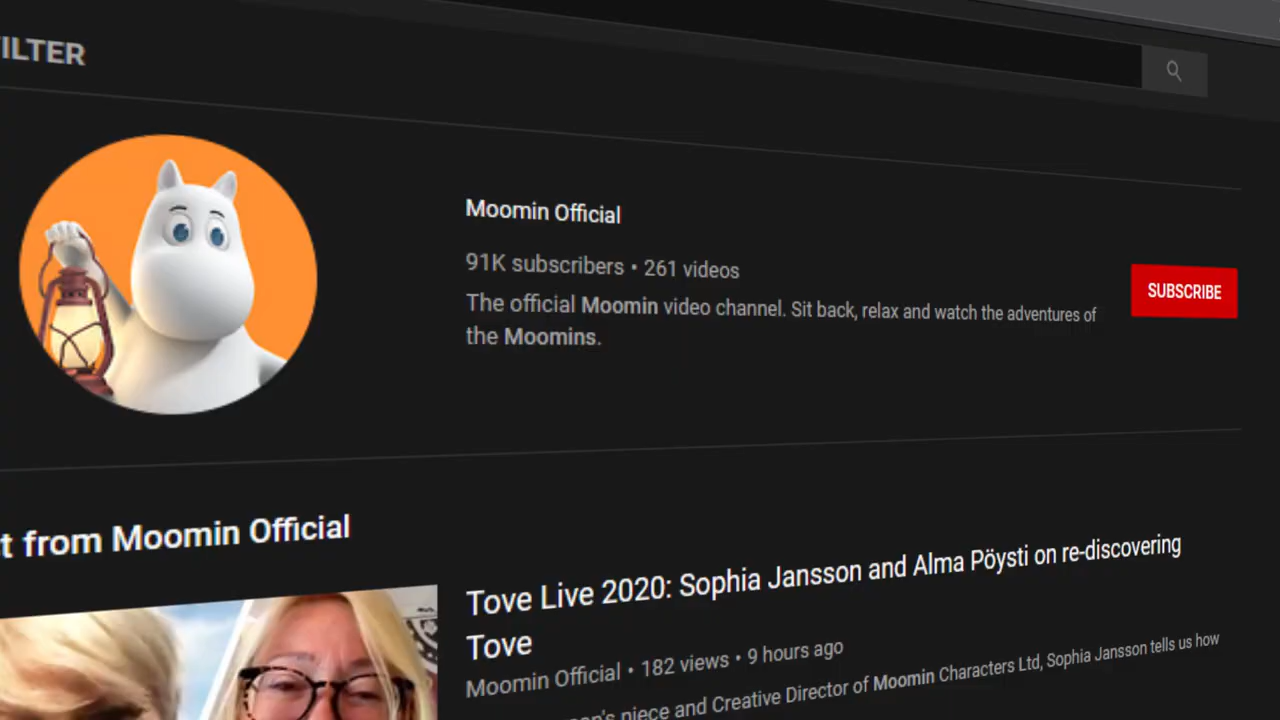 FILTER
Moomin Official
91K subscribers • 261 videos
The official Moomin video channel. Sit back, relax and watch the adventures of
the Moomins.
SUBSCRIBE
from Moomin Official
Tove Live 2020: Sophia Jansson and Alma Pöysti on re-discovering
Tove
Moomin Official • 182 views • 9 hours ago
piece and Creative Director of Moomin Characters Ltd, Sophia Jansson tells us how